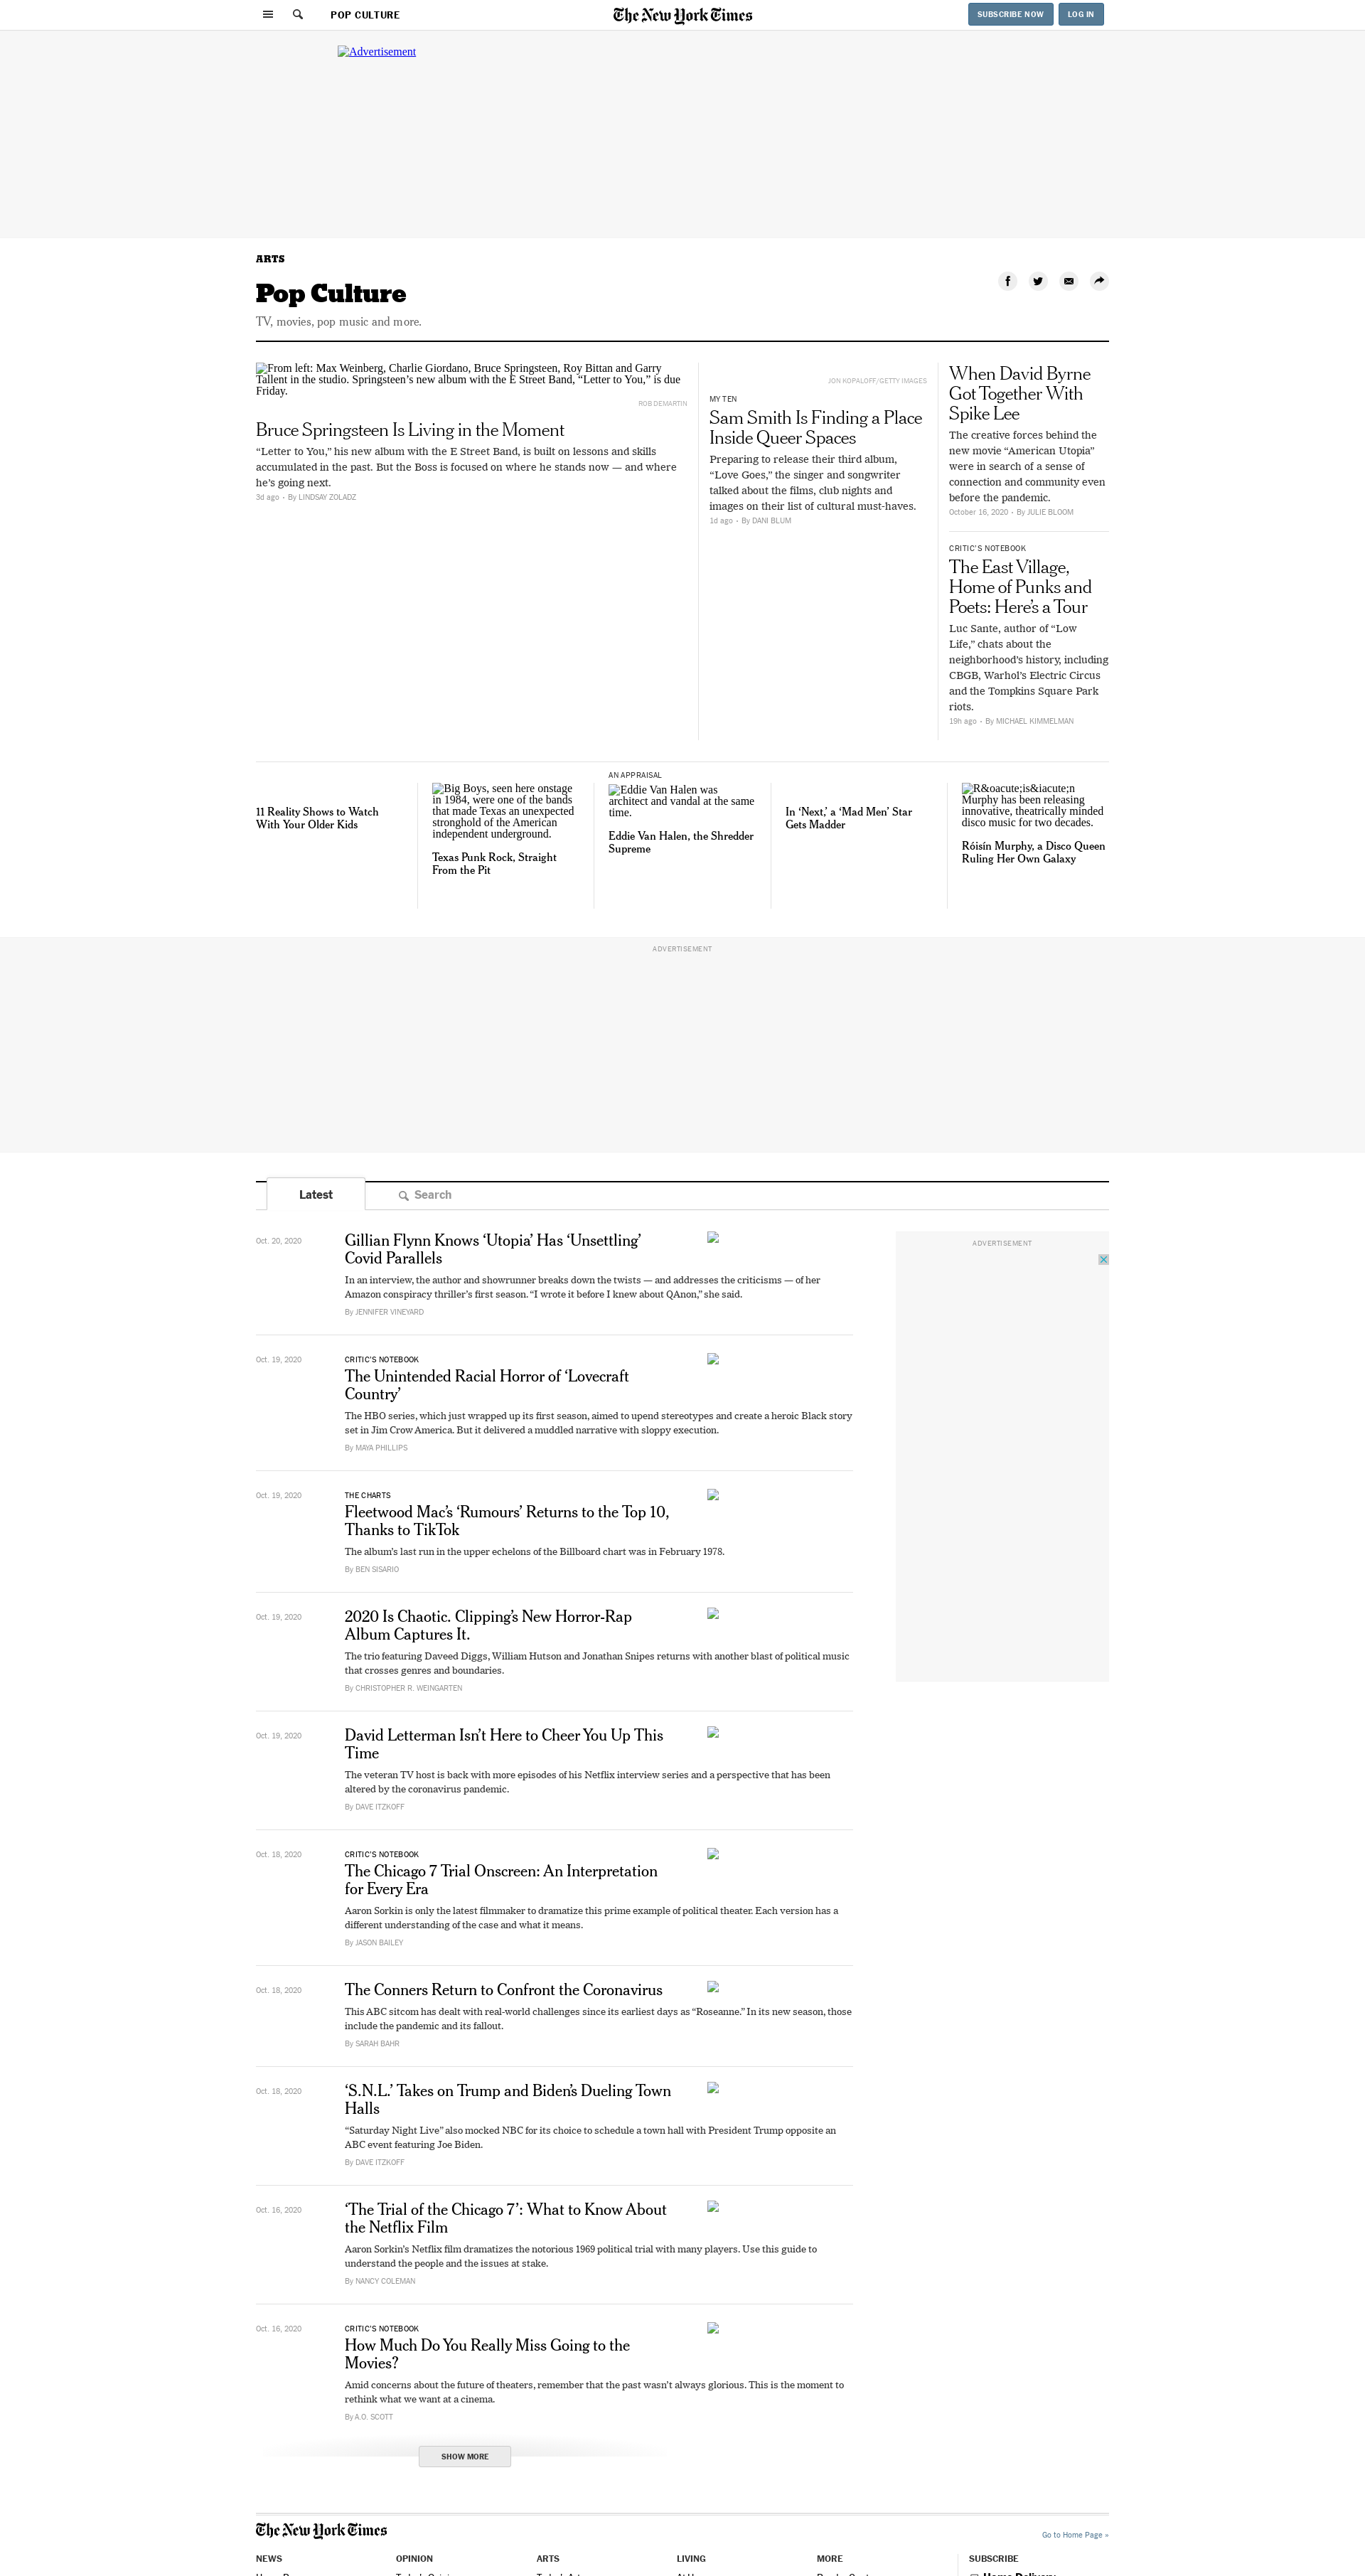 POP CULTURE
The New York Times
SUBSCRIBE NOW
LOG IN
Advertisement
ARTS
Pop Culture
TV, movies, pop music and more.
From left: Max Weinberg, Charlie Giordano, Bruce Springsteen, Roy Bittan and Garry
Tallent in the studio. Springsteen's new album with the E Street Band, “Letter to You,” is due
Friday.
ROB DEMARTIN
Bruce Springsteen Is Living in the Moment
“Letter to You,” his new album with the E Street Band, is built on lessons and skills
accumulated in the past. But the Boss is focused on where he stands now — and where
he’s going next.
3d ago • By LINDSAY ZOLADZ
JON KOPALOFF/GETTY IMAGES
MY TEN
Sam Smith Is Finding a Place
Inside Queer Spaces
Preparing to release their third album,
“Love Goes,” the singer and songwriter
talked about the films, club nights and
images on their list of cultural must-haves.
1d ago • By DANI BLUM
When David Byrne
Got Together With
Spike Lee
The creative forces behind the
new movie “American Utopia”
were in search of a sense of
connection and community even
before the pandemic.
October 16, 2020 • By JULIE BLOOM
CRITIC’S NOTEBOOK
The East Village,
Home of Punks and
Poets: Here’s a Tour
Luc Sante, author of “Low
Life,” chats about the
neighborhood’s history, including
CBGB, Warhol’s Electric Circus
and the Tompkins Square Park
riots.
19h ago • By MICHAEL KIMMELMAN
11 Reality Shows to Watch
With Your Older Kids
Big Boys, seen here onstage
in 1984, were one of the bands
that made Texas an unexpected
stronghold of the American
independent underground.
Texas Punk Rock, Straight
From the Pit
AN APPRAISAL
Eddie Van Halen was
architect and vandal at the same
time.
Eddie Van Halen, the Shredder
Supreme
In ‘Next,’ a ‘Mad Men’ Star
Gets Madder
R&oacute;is&iacute;n
Murphy has been releasing
innovative, theatrically minded
disco music for two decades.
Róisín Murphy, a Disco Queen
Ruling Her Own Galaxy
ADVERTISEMENT
Latest
Search
ADVERTISEMENT
Oct. 20, 2020
Gillian Flynn Knows ‘Utopia’ Has ‘Unsettling’
Covid Parallels
In an interview, the author and showrunner breaks down the twists — and addresses the criticisms — of her
Amazon conspiracy thriller’s first season. “I wrote it before I knew about QAnon,” she said.
By JENNIFER VINEYARD
Oct. 19, 2020
CRITIC’S NOTEBOOK
The Unintended Racial Horror of ‘Lovecraft
Country’
The HBO series, which just wrapped up its first season, aimed to upend stereotypes and create a heroic Black story
set in Jim Crow America. But it delivered a muddled narrative with sloppy execution.
By MAYA PHILLIPS
Oct. 19, 2020
THE CHARTS
Fleetwood Mac’s ‘Rumours’ Returns to the Top 10,
Thanks to TikTok
The album’s last run in the upper echelons of the Billboard chart was in February 1978.
By BEN SISARIO
Oct. 19, 2020
2020 Is Chaotic. Clipping’s New Horror-Rap
Album Captures It.
The trio featuring Daveed Diggs, William Hutson and Jonathan Snipes returns with another blast of political music
that crosses genres and boundaries.
By CHRISTOPHER R. WEINGARTEN
Oct. 19, 2020
David Letterman Isn’t Here to Cheer You Up This
Time
The veteran TV host is back with more episodes of his Netflix interview series and a perspective that has been
altered by the coronavirus pandemic.
By DAVE ITZKOFF
Oct. 18, 2020
CRITIC’S NOTEBOOK
The Chicago 7 Trial Onscreen: An Interpretation
for Every Era
Aaron Sorkin is only the latest filmmaker to dramatize this prime example of political theater. Each version has a
different understanding of the case and what it means.
By JASON BAILEY
Oct. 18, 2020
The Conners Return to Confront the Coronavirus
This ABC sitcom has dealt with real-world challenges since its earliest days as “Roseanne.” In its new season, those
include the pandemic and its fallout.
By SARAH BAHR
Oct. 18, 2020
‘S.N.L.’ Takes on Trump and Biden’s Dueling Town
Halls
“Saturday Night Live” also mocked NBC for its choice to schedule a town hall with President Trump opposite an
ABC event featuring Joe Biden.
By DAVE ITZKOFF
Oct. 16, 2020
‘The Trial of the Chicago 7’: What to Know About
the Netflix Film
Aaron Sorkin’s Netflix film dramatizes the notorious 1969 political trial with many players. Use this guide to
understand the people and the issues at stake.
By NANCY COLEMAN
Oct. 16, 2020
CRITIC’S NOTEBOOK
How Much Do You Really Miss Going to the
Movies?
Amid concerns about the future of theaters, remember that the past wasn’t always glorious. This is the moment to
rethink what we want at a cinema.
By A.O. SCOTT
SHOW MORE
The New York Times
Go to Home Page »
NEWS
OPINION
ARTS
MORE
LIVING
SUBSCRIBE